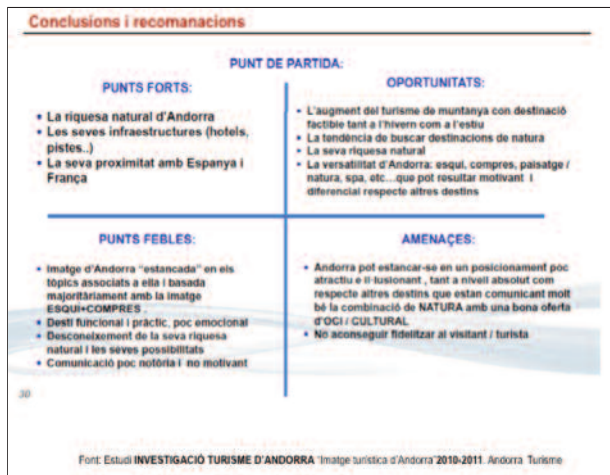 Conclusions i recomanacions
PUNT DE PARTIDA:
PUNTS FORTS:
• La riquesa natural d'Andorra
• Les seves infraestructures (hotels,
pistes..)
• La seva proximitat amb Espanya i
França
OPORTUNITATS:
• L'augment del turisme de muntanya con destinació
factible tant a l'hivern com a l'estiu
• La tendència de buscar destinacions de natura
• La seva riquesa natural
• La versatilitat d'Andorra: esqui, compres, paisatge /
natura, spa, etc…que pot resultar motivant i
diferencial respecte altres destins
PUNTS FEBLES:
• Imatge d'Andorra "estancada" en els
tòpics associats a ella i basada
majoritàriament amb la imatge
ESQUI+COMPRES .
• Destí funcional i pràctic, poc emocional
• Desconeixement de la seva riquesa
natural i les seves possibilitats
• Comunicació poc notòria i no motivant
AMENAÇES:
• Andorra pot estancar-se en un posicionament poc
atractiu e il·lusionant , tant a nivell absolut com
respecte altres destins que estan comunicant molt
bé la combinació de NATURA amb una bona oferta
D'OCI / CULTURAL
• No aconseguir fidelitzar al visitant / turista
30
Font: Estudi INVESTIGACIÓ TURISME D'ANDORRA "Imatge turística d'Andorra"2010-2011. Andorra Turisme